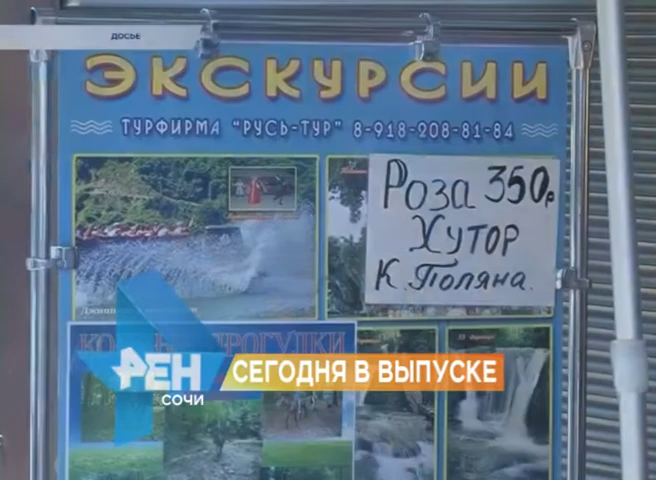 ДОСЬЕ
ЭКСКУРСИИ
ТУРФИРМА "РУСЬ-ТУР" 8-918-208-81-84
Роза 350р
Хутор
К. Поляна.
РЕН
СОЧИ
СЕГОДНЯ В ВЫПУСКЕ